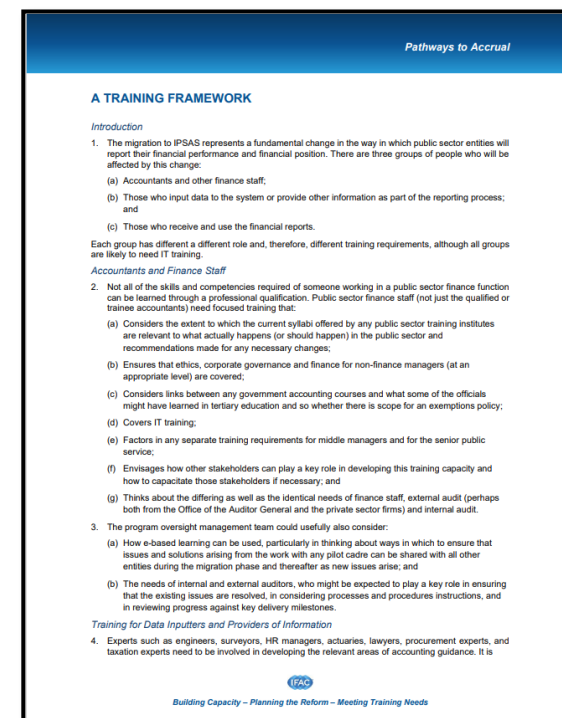 Pathways to Accrual
A TRAINING FRAMEWORK
Introduction
1. The migration to IPSAS represents a fundamental change in the way in which public sector entities will
report their financial performance and financial position. There are three groups of people who will be
affected by this change:
(a) Accountants and other finance staff;
(b) Those who input data to the system or provide other information as part of the reporting process;
and
(c) Those who receive and use the financial reports.
Each group has different a different role and, therefore, different training requirements, although all groups
are likely to need IT training.
Accountants and Finance Staff
2. Not all of the skills and competencies required of someone working in a public sector finance function
can be learned through a professional qualification. Public sector finance staff (not just the qualified or
trainee accountants) need focused training that:
(a) Considers the extent to which the current syllabi offered by any public sector training institutes
are relevant to what actually happens (or should happen) in the public sector and
recommendations made for any necessary changes;
(b) Ensures that ethics, corporate governance and finance for non-finance managers (at an
appropriate level) are covered;
(c) Considers links between any government accounting courses and what some of the officials
might have learned in tertiary education and so whether there is scope for an exemptions policy;
(d) Covers IT training;
(e) Factors in any separate training requirements for middle managers and for the senior public
service;
(f) Envisages how other stakeholders can play a key role in developing this training capacity and
how to capacitate those stakeholders if necessary; and
(g) Thinks about the differing as well as the identical needs of finance staff, external audit (perhaps
both from the Office of the Auditor General and the private sector firms) and internal audit.
3. The program oversight management team could usefully also consider:
(a) How e-based learning can be used, particularly in thinking about ways in which to ensure that
issues and solutions arising from the work with any pilot cadre can be shared with all other
entities during the migration phase and thereafter as new issues arise; and
(b) The needs of internal and external auditors, who might be expected to play a key role in ensuring
that the existing issues are resolved, in considering processes and procedures instructions, and
in reviewing progress against key delivery milestones.
Training for Data Inputters and Providers of Information
4. Experts such as engineers, surveyors, HR managers, actuaries, lawyers, procurement experts, and
taxation experts need to be involved in developing the relevant areas of accounting guidance. It is
IFAC
Building Capacity – Planning the Reform – Meeting Training Needs